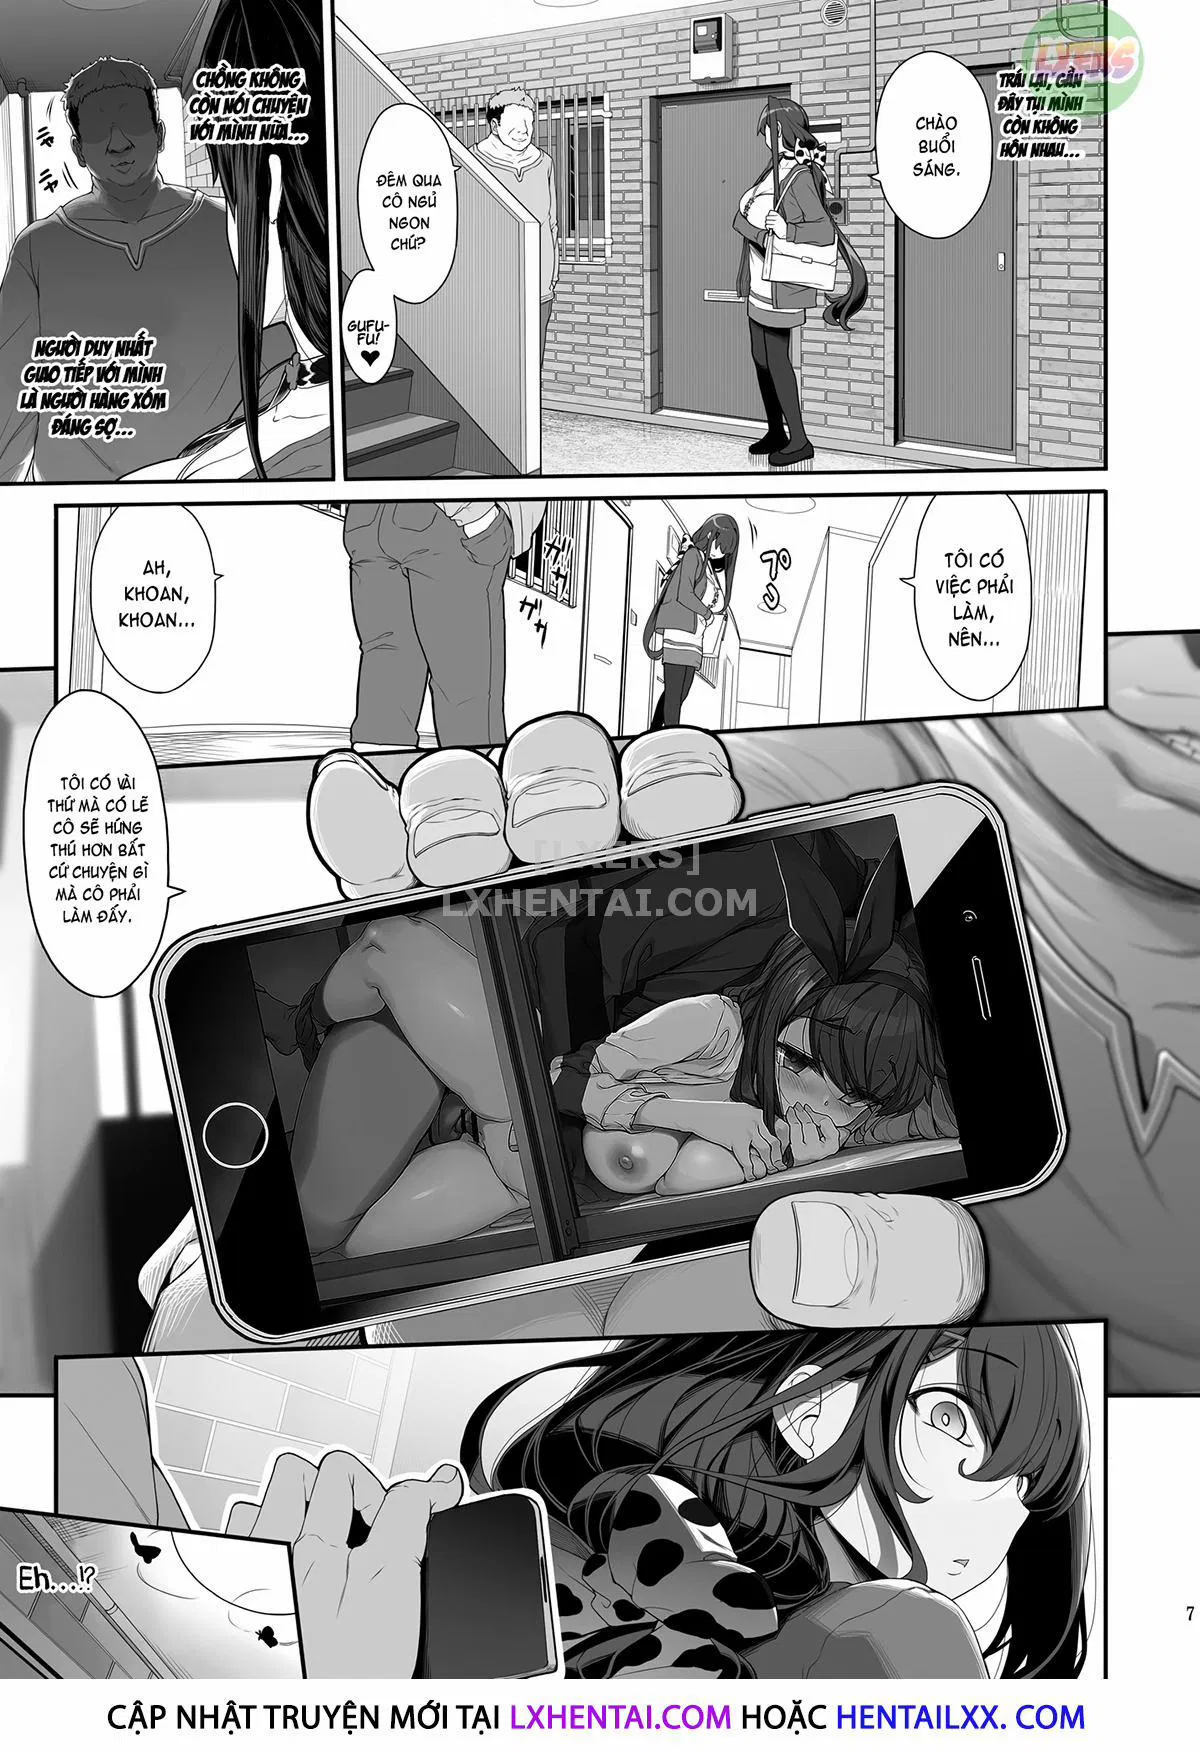 LXERS
TRÁI LẠI, GẦN
ĐÂY TỤI MÌNH
CÒN KHÔNG
HÔN NHAU...
CHÀO
BUỔI
SÁNG.
ĐÊM QUA
CÔ NGỦ
NGON
CHỨ?
GUFU-
FU!
♥
CHỒNG KHÔNG
CÒN NÓI CHUYỆN
VỚI MÌNH NỮA...
NGƯỜI DUY NHẤT
GIAO TIẾP VỚI MÌNH
LÀ NGƯỜI HÀNG XÓM
ĐÁNG SỢ...
TÔI CÓ
VIỆC PHẢI
LÀM,
NÊN...
AH,
KHOAN,
KHOAN...
TÔI CÓ VÀI
THỨ MÀ CÓ LẼ
CÔ SẼ HỨNG
THÚ HƠN BẤT
CỨ CHUYỆN GÌ
MÀ CÔ PHẢI
LÀM ĐẤY.
[LXERS]
LXHENTAI.COM
Eh...!?
7
CẬP NHẬT TRUYỆN MỚI TẠI LXHENTAI.COM HOẶC HENTAILXX. COM